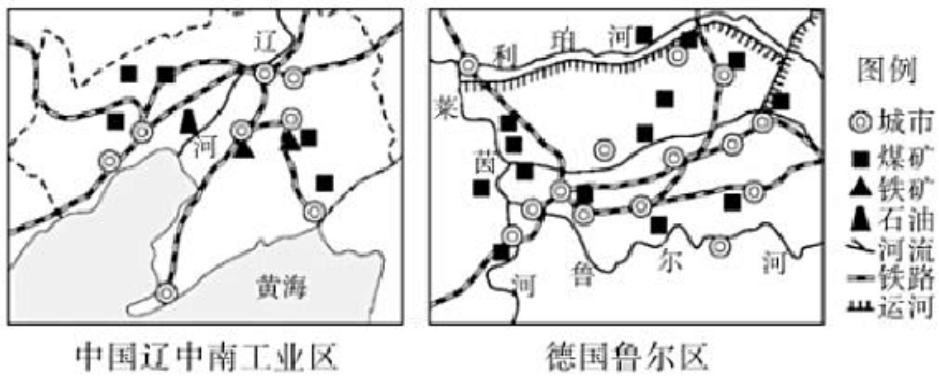 辽
河
黄海
中国辽中南工业区
利珀河
莱茵河
鲁尔河
德国鲁尔区
图例
城市
煤矿
铁矿
石油
河流
铁路
运河